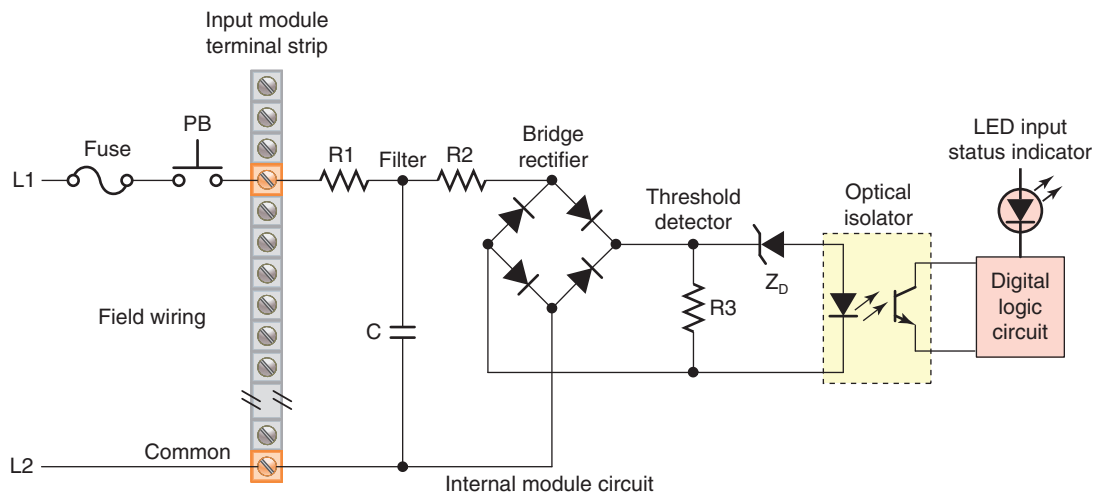 Input module
terminal strip
Fuse
PB
L1
R1
Filter
R2
Bridge
rectifier
Threshold
detector
Optical
isolator
LED input
status indicator
Z_D
R3
Digital
logic
circuit
Field wiring
C
Common
L2
Internal module circuit